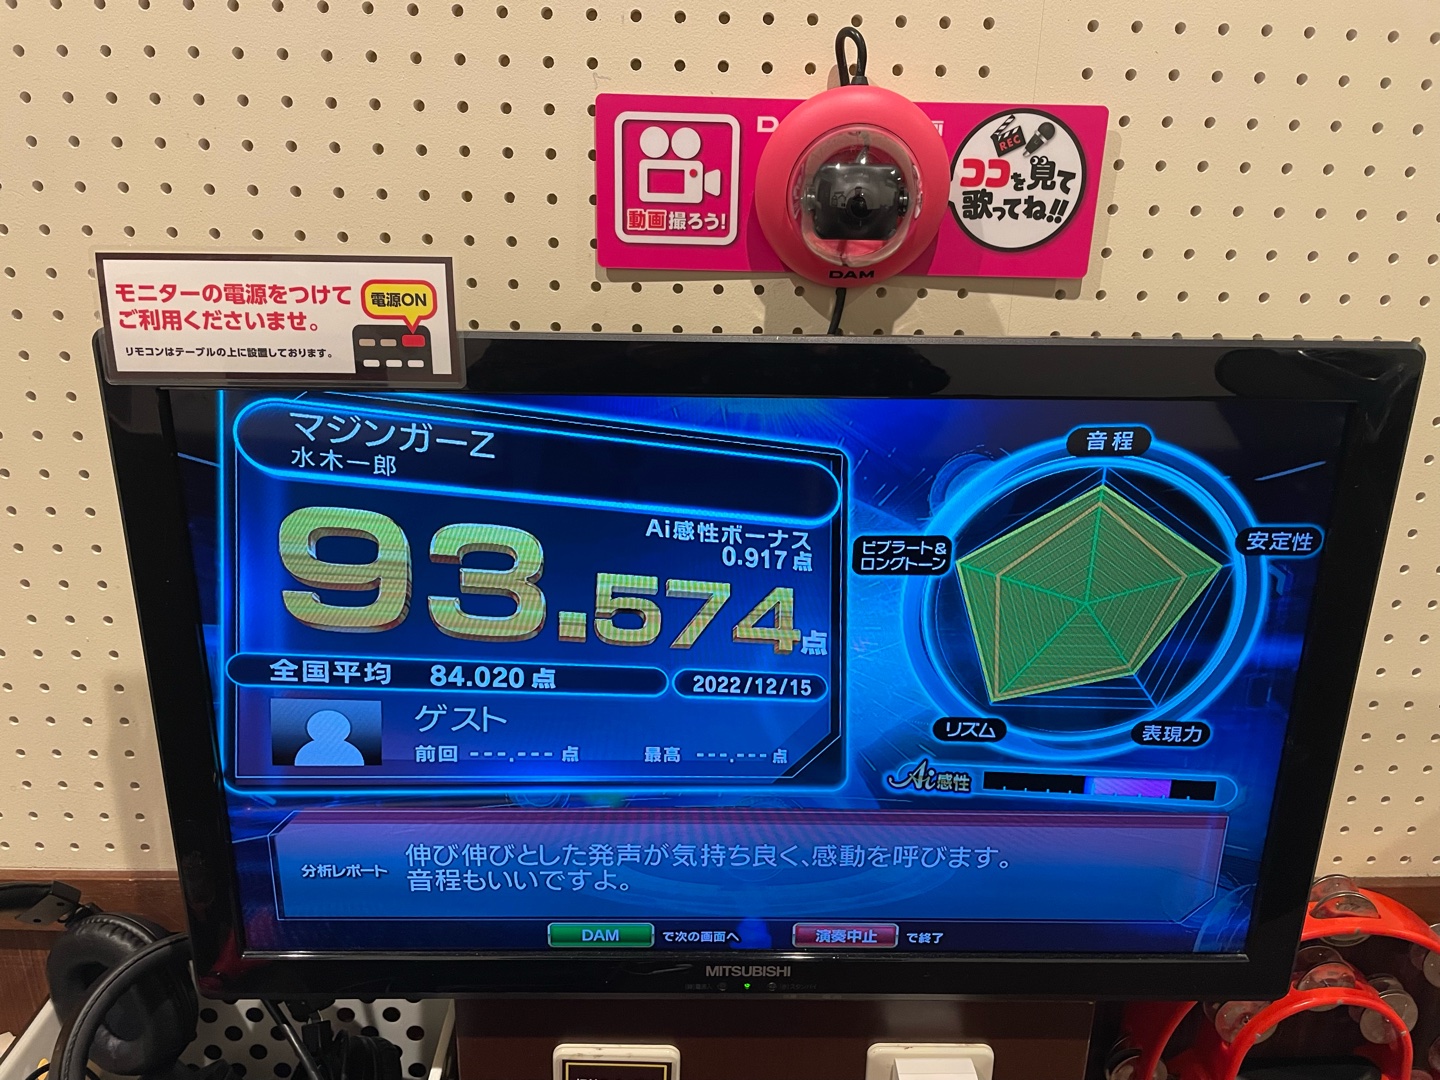 動画撮ろう!
REC
ココを見て
歌ってね!!
DAM
モニターの電源をつけて
ご利用くださいませ。
リモコンはテーブルの上に設置しております。
電源ON
マジンガーZ
水木一郎
Ai感性ボーナス
0.917点
93.574点
全国平均 84.020点
2022/12/15
ゲスト
前回 ---.---点 最高 ---.---点
音程
安定性
表現力
リズム
ビブラート&
ロングトーン
Ai感性
分析レポート
伸び伸びとした発声が気持ち良く、感動を呼びます。
音程もいいですよ。
DAM で次の画面へ 演奏中止 で終了
MITSUBISHI